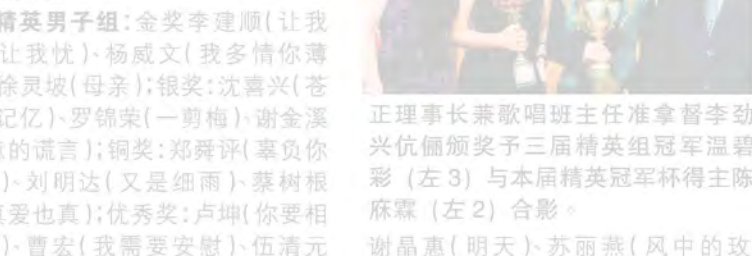 精英男子组：金奖李建顺(让我
让我忧)、杨威文(我多情你薄
徐灵坡(母亲)；银奖：沈喜兴(苍
记忆)、罗锦荣(一剪梅)、谢金溪
的谎言)；铜奖：郑舜评(辜负你
)、刘明达(又是细雨)、蔡树根
爱也真)；优秀奖：卢坤(你要相
)、曹宏(我需要安慰)、伍清元
正理事长兼歌唱班主任准拿督李劲
兴伉俪颁奖予三届精英组冠军温碧
彩（左3）与本届精英冠军杯得主陈
庥霖（左2）合影。
谢晶惠(明天)、苏丽燕(风中的玫